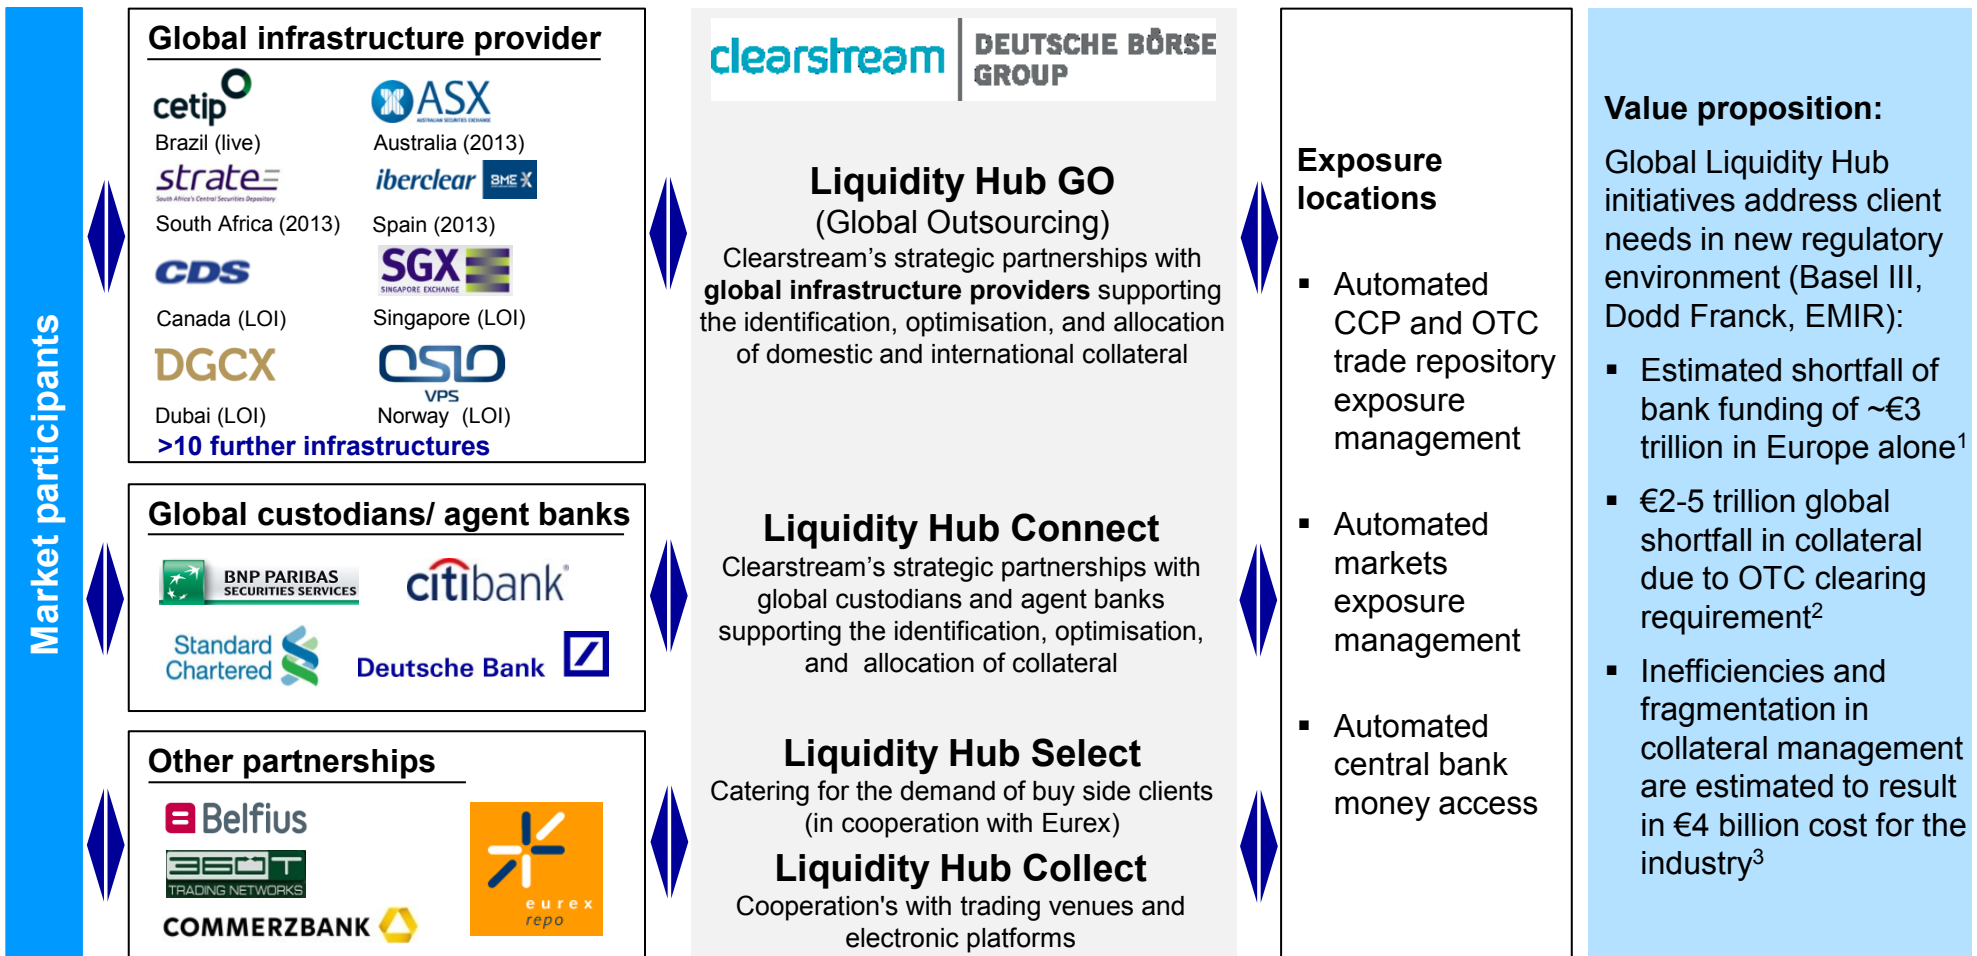 Market participants
Global infrastructure provider
cetip
ASX
AUSTRALIAN SECURITIES EXCHANGE
Brazil (live)
Australia (2013)
strate
South Africa's Central Securities Depository
iberclear BME X
South Africa (2013)
Spain (2013)
CDS
SGX
SINGAPORE EXCHANGE
Canada (LOI)
Singapore (LOI)
DGCX
OSLO
VPS
Dubai (LOI)
Norway (LOI)
>10 further infrastructures
Global custodians/ agent banks
BNP PARIBAS
SECURITIES SERVICES
citibank
Standard
Chartered
Deutsche Bank
Other partnerships
Belfius
360T
TRADING NETWORKS
COMMERZBANK
eurex
repo
clearstream
DEUTSCHE BÖRSE
GROUP
Liquidity Hub GO
(Global Outsourcing)
Clearstream’s strategic partnerships with
global infrastructure providers supporting
the identification, optimisation, and allocation
of domestic and international collateral
Liquidity Hub Connect
Clearstream’s strategic partnerships with
global custodians and agent banks
supporting the identification, optimisation,
and allocation of collateral
Liquidity Hub Select
Catering for the demand of buy side clients
(in cooperation with Eurex)
Liquidity Hub Collect
Cooperation's with trading venues and
electronic platforms
Exposure
locations
▪ Automated
CCP and OTC
trade repository
exposure
management
▪ Automated
markets
exposure
management
▪ Automated
central bank
money access
Value proposition:
Global Liquidity Hub
initiatives address client
needs in new regulatory
environment (Basel III,
Dodd Franck, EMIR):
▪ Estimated shortfall of
bank funding of ~€3
trillion in Europe alone¹
▪ €2-5 trillion global
shortfall in collateral
due to OTC clearing
requirement²
▪ Inefficiencies and
fragmentation in
collateral management
are estimated to result
in €4 billion cost for the
industry³